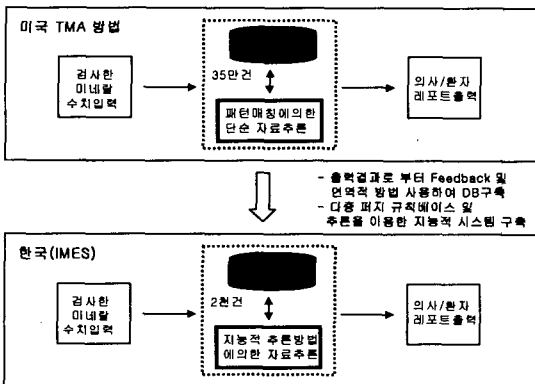 미국 TMA 방법
검사한
미네랄
수치입력
35만건
패턴매칭에의한
단순 자료추론
의사/환자
레포트출력
- 출력결과로 부터 Feedback 및
면역적 방법 사용하여 DB구축
- 다중 퍼지 규칙베이스 및
추론을 이용한 지능적 시스템 구축
한국(IMES)
검사한
미네랄
수치입력
2천건
지능적 추론방법
에의한 자료추론
의사/환자
레포트출력